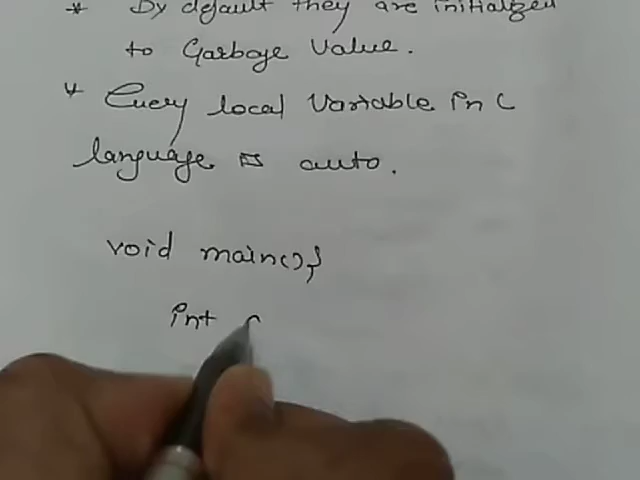 * By default they are initialized
to Garbage Value.
* Every local Variable in C
language is auto.
void main(){
int